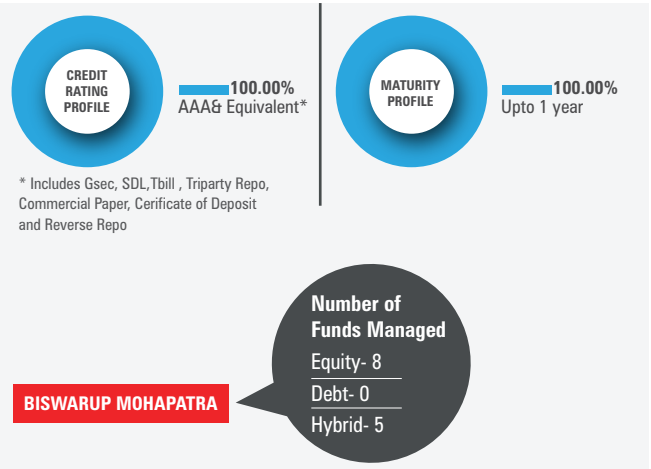 CREDIT
RATING
PROFILE
100.00%
AAA& Equivalent*
MATURITY
PROFILE
100.00%
Upto 1 year
* Includes Gsec, SDL,Tbill , Triparty Repo,
Commercial Paper, Cerificate of Deposit
and Reverse Repo
Number of
Funds Managed
Equity- 8
Debt- 0
Hybrid- 5
BISWARUP MOHAPATRA